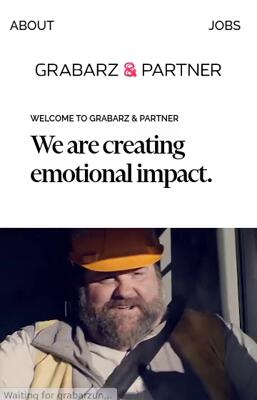 ABOUT JOBS
GRABARZ & PARTNER
WELCOME TO GRABARZ & PARTNER
We are creating
emotional impact.
Waiting for grabarzun...